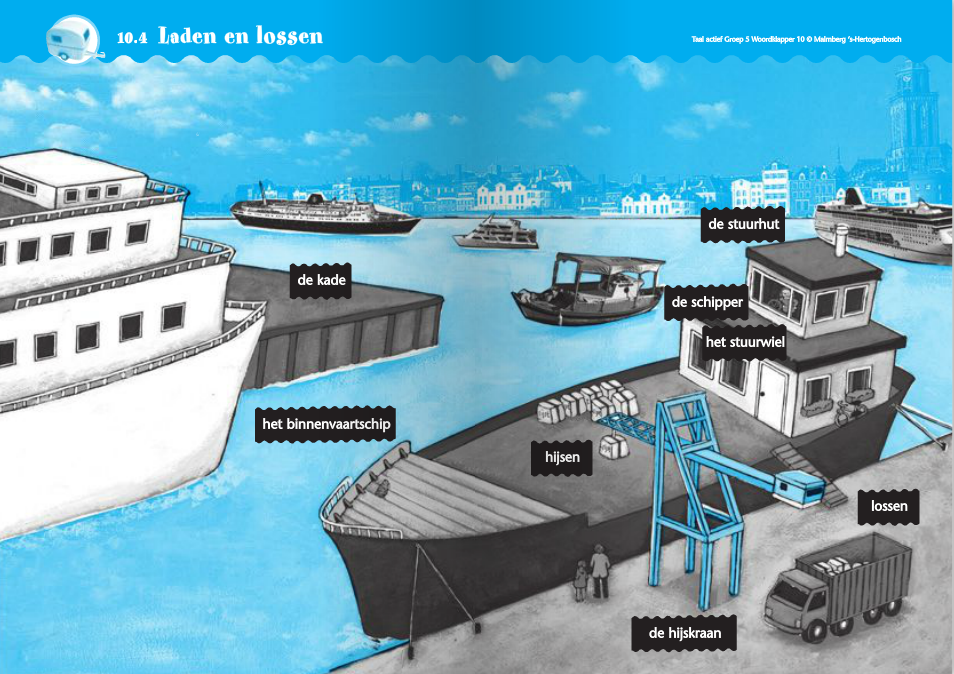 10.4 Laden en lossen
Taal actief Groep 5 Woordklapper 10 © Malmberg 's-Hertogenbosch
de stuurhut
de kade
de schipper
het stuurwiel
het binnenvaartschip
hijsen
lossen
de hijskraan